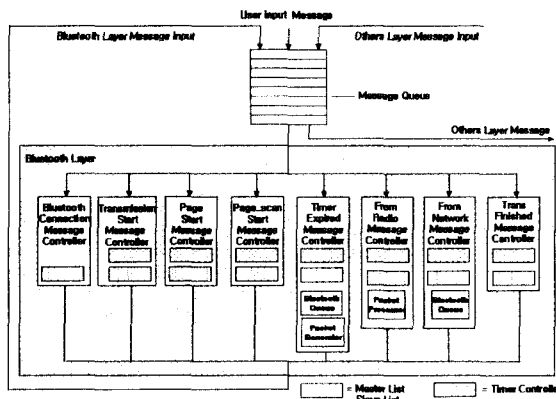 User Input Message
Bluetooth Layer Message Input
Others Layer Message Input
Message Queue
Others Layer Message
Bluetooth Layer
Bluetooth
Connection
Message
Controller
Transmission
Start
Message
Controller
Page
Start
Message
Controller
Page_scan
Start
Message
Controller
Timer
Expired
Message
Controller
From
Radio
Message
Controller
From
Network
Message
Controller
Trans
Finished
Message
Controller
Bluetooth
Queue
Packet
Generator
Packet
Processor
Bluetooth
Queue
= Master List
= Timer Controller